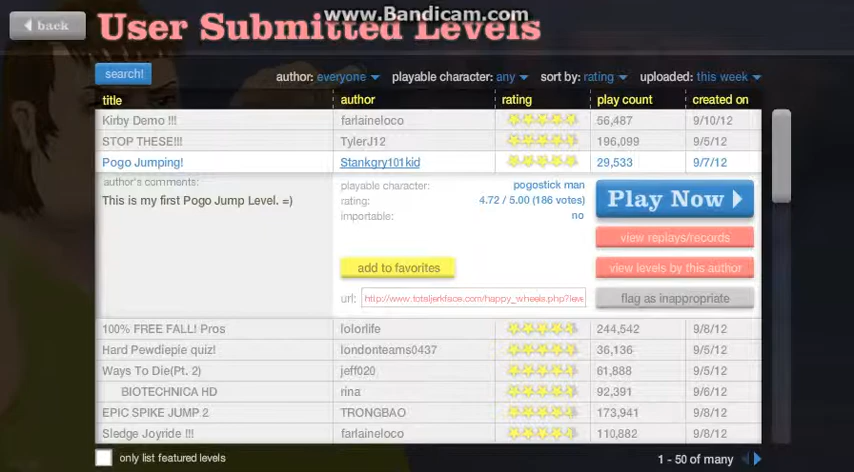 www.Bandicam.com
back
User Submitted Levels
search!
author: everyone playable character: any sort by: rating uploaded: this week
title author rating play count created on
Kirby Demo !!! farlaineloco 56,487 9/10/12
STOP THESE!!! TylerJ12 196,099 9/5/12
Pogo Jumping! Stankgry101kid 29,533 9/7/12
author's comments:
This is my first Pogo Jump Level. =)
playable character: pogostick man
rating: 4.72 / 5.00 (186 votes)
importable: no
Play Now
view replays/records
add to favorites
view levels by this author
url: http://www.totaljerkface.com/happy_wheels.php?leve
flag as inappropriate
100% FREE FALL! Pros lolorlife 244,542 9/8/12
Hard Pewdiepie quiz! londonteams0437 36,136 9/5/12
Ways To Die(Pt. 2) jeff020 61,888 9/5/12
BIOTECHNICA HD rina 92,391 9/6/12
EPIC SPIKE JUMP 2 TRONGBAO 173,941 9/8/12
Sledge Joyride !!! farlaineloco 110,882 9/8/12
only list featured levels
1 - 50 of many